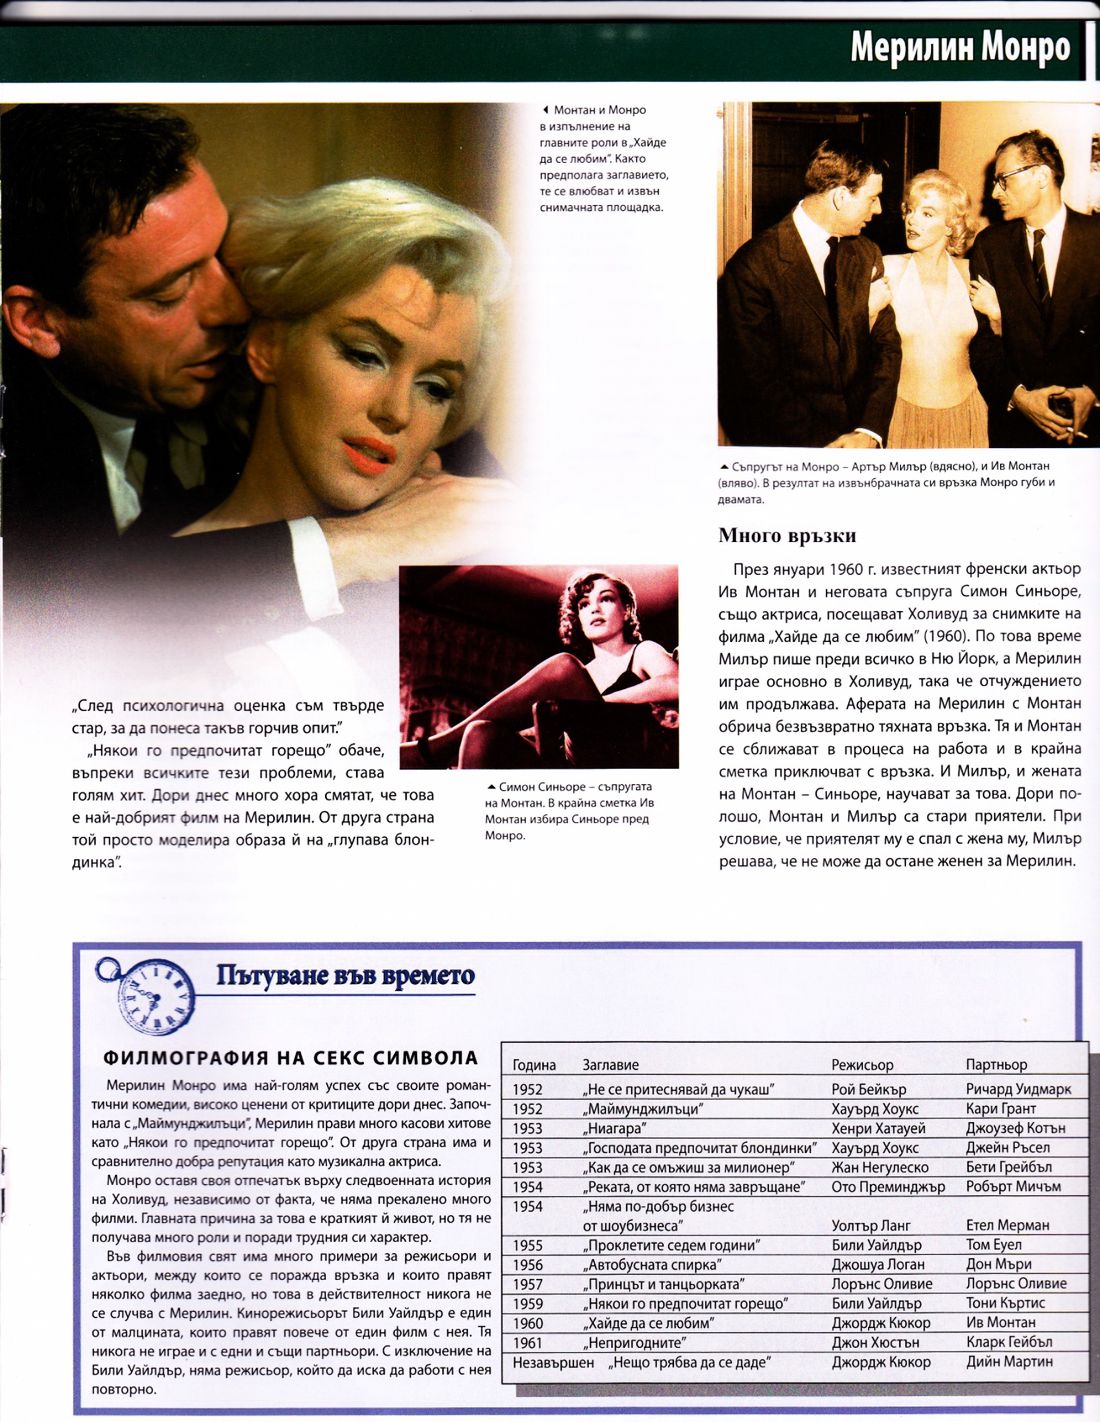 Мерилин Монро
Монтан и Монро
в изпълнение на
главните роли в „Хайде
да се любим”. Както
предполага заглавието,
те се влюбват и извън
снимачната площадка.
Съпругът на Монро – Артър Милър (вдясно), и Ив Монтан
(вляво). В резултат на извънбрачната си връзка Монро губи и
двамата.
„След психологична оценка съм твърде
стар, за да понеса такъв горчив опит.”
„Някои го предпочитат горещо” обаче,
въпреки всичките тези проблеми, става
голям хит. Дори днес много хора смятат, че това
е най-добрият филм на Мерилин. От друга страна
той просто моделира образа й на „глупава блон-
динка”.
Симон Синьоре – съпругата
на Монтан. В крайна сметка Ив
Монтан избира Синьоре пред
Монро.
Много връзки
През януари 1960 г. известният френски актьор
Ив Монтан и неговата съпруга Симон Синьоре,
също актриса, посещават Холивуд за снимките на
филма „Хайде да се любим” (1960). По това време
Милър пише преди всичко в Ню Йорк, а Мерилин
играе основно в Холивуд, така че отчуждението
им продължава. Аферата на Мерилин с Монтан
обрича безвъзвратно тяхната връзка. Тя и Монтан
се сближават в процеса на работа и в крайна
сметка приключват с връзка. И Милър, и жената
на Монтан – Синьоре, научават за това. Дори по-
лошо, Монтан и Милър са стари приятели. При
условие, че приятелят му е спал с жена му, Милър
решава, че не може да остане женен за Мерилин.
Пътуване във времето
ФИЛМОГРАФИЯ НА СЕКС СИМВОЛА
Мерилин Монро има най-голям успех със своите роман-
тични комедии, високо ценени от критиците дори днес. Започ-
нала с „Маймунджилъци”, Мерилин прави много касови хитове
като „Някои го предпочитат горещо”. От друга страна има и
сравнително добра репутация като музикална актриса.
Монро оставя своя отпечатък върху следвоенната история
на Холивуд, независимо от факта, че няма прекалено много
филми. Главната причина за това е краткият й живот, но тя не
получава много роли и поради трудния си характер.
Във филмовия свят има много примери за режисьори и
актьори, между които се поражда връзка и които правят
няколко филма заедно, но това в действителност никога не
се случва с Мерилин. Кинорежисьорът Били Уайлдър е един
от малцината, които правят повече от един филм с нея. Тя
никога не играе и с едни и същи партньори. С изключение на
Били Уайлдър, няма режисьор, който да иска да работи с нея
повторно.
Година Заглавие Режисьор Партньор
1952 „Не се притеснявай да чукаш” Рой Бейкър Ричард Уидмарк
1952 „Маймунджилъци” Хауърд Хоукс Кари Грант
1953 „Ниагара” Хенри Хатауей Джоузеф Котън
1953 „Господата предпочитат блондинки” Хауърд Хоукс Джейн Ръсел
1953 „Как да се омъжиш за милионер” Жан Негулеско Бети Грейбъл
1954 „Реката, от която няма завръщане” Ото Преминджър Робърт Мичъм
1954 „Няма по-добър бизнес
от шоубизнеса” Уолтър Ланг Етел Мерман
1955 „Проклетите седем години” Били Уайлдър Том Еуел
1956 „Автобусната спирка” Джошуа Логан Дон Мъри
1957 „Принцът и танцьорката” Лорънс Оливие Лорънс Оливие
1959 „Някои го предпочитат горещо” Били Уайлдър Тони Къртис
1960 „Хайде да се любим” Джордж Кюкор Ив Монтан
1961 „Непригодните” Джон Хюстън Кларк Гейбъл
Незавършен „Нещо трябва да се даде” Джордж Кюкор Дийн Мартин